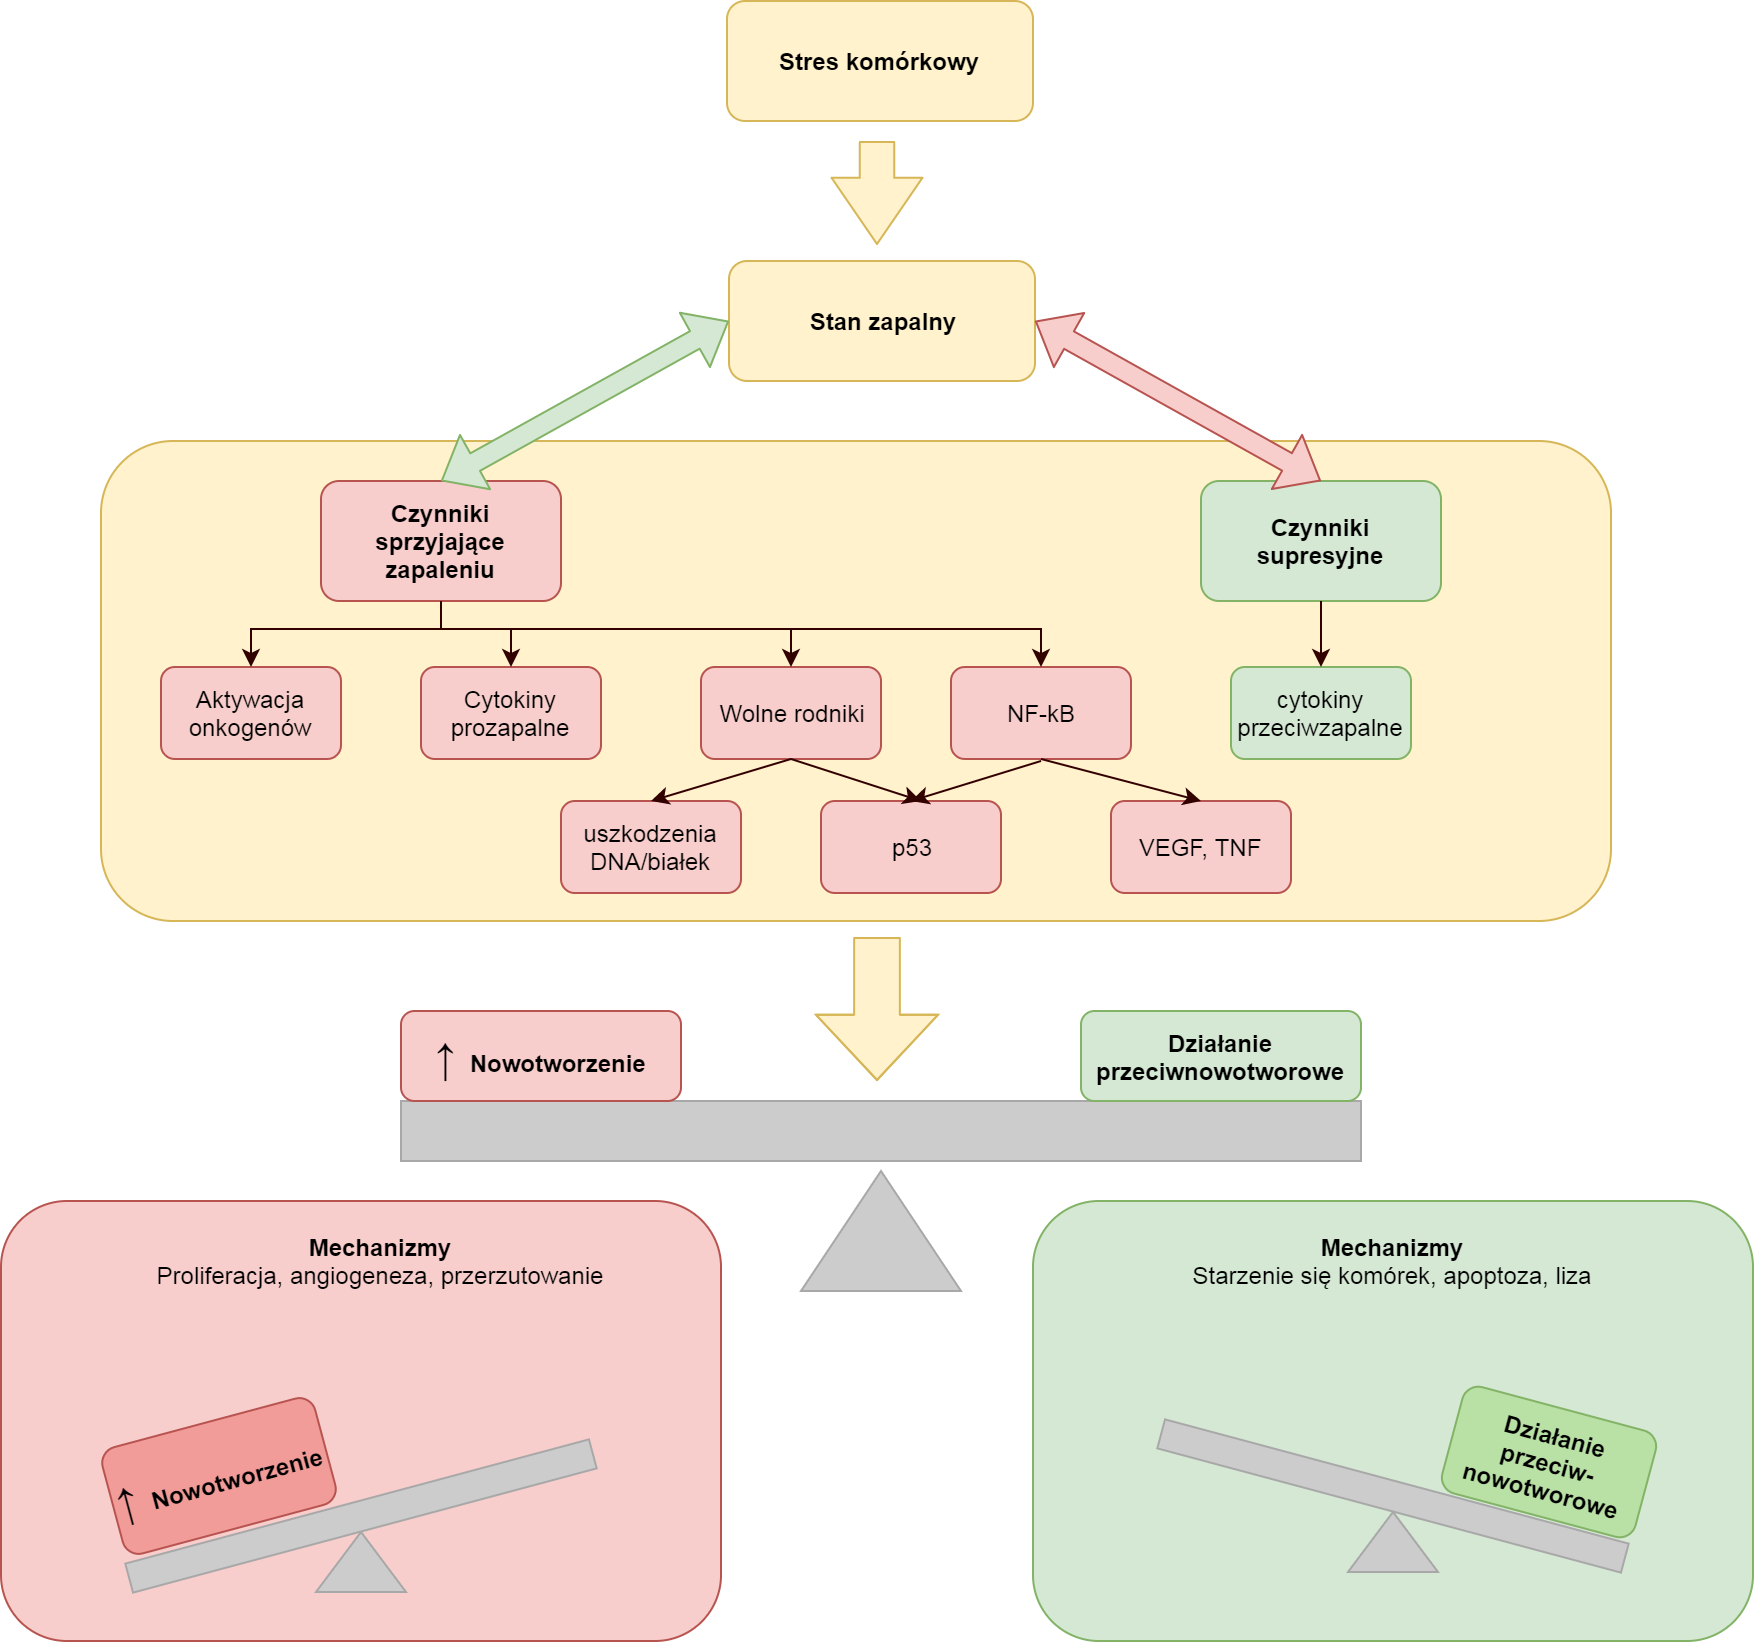 Stres komórkowy
Stan zapalny
Czynniki
sprzyjające
zapaleniu
Czynniki
supresyjne
Aktywacja
onkogenów
Cytokiny
prozapalne
Wolne rodniki
NF-kB
cytokiny
przeciwzapalne
uszkodzenia
DNA/białek
p53
VEGF, TNF
↑ Nowotworzenie
Działanie
przeciwnowotworowe
Mechanizmy
Proliferacja, angiogeneza, przerzutowanie
↑ Nowotworzenie
Mechanizmy
Starzenie się komórek, apoptoza, liza
Działanie
przeciw-
nowotworowe